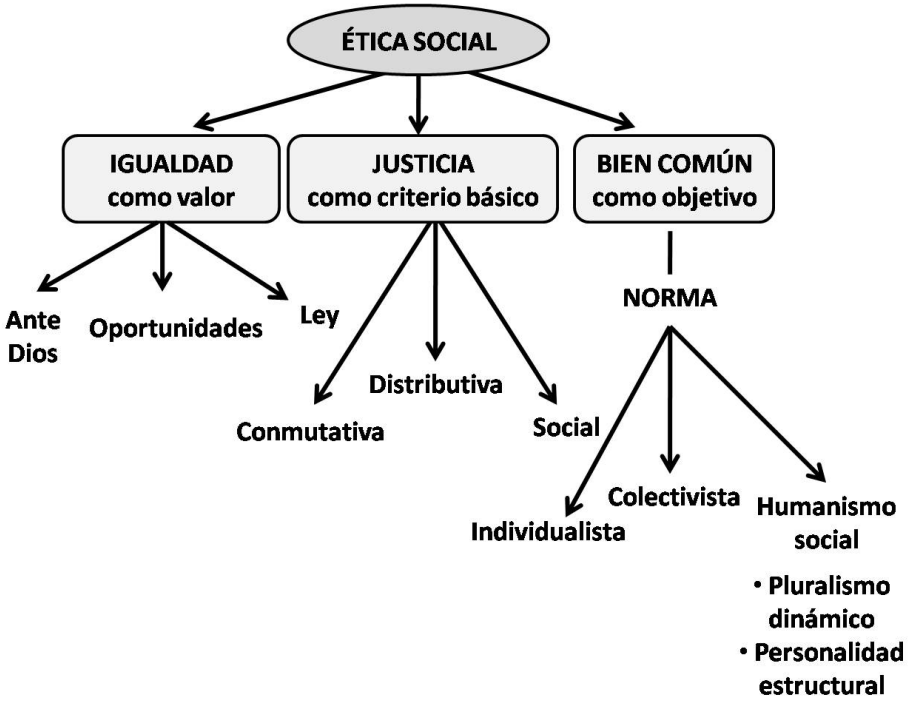 ÉTICA SOCIAL
IGUALDAD
como valor
JUSTICIA
como criterio básico
BIEN COMÚN
como objetivo
Ante
Dios
Oportunidades
Ley
NORMA
Conmutativa
Distributiva
Social
Individualista
Colectivista
Humanismo
social
• Pluralismo
dinámico
• Personalidad
estructural